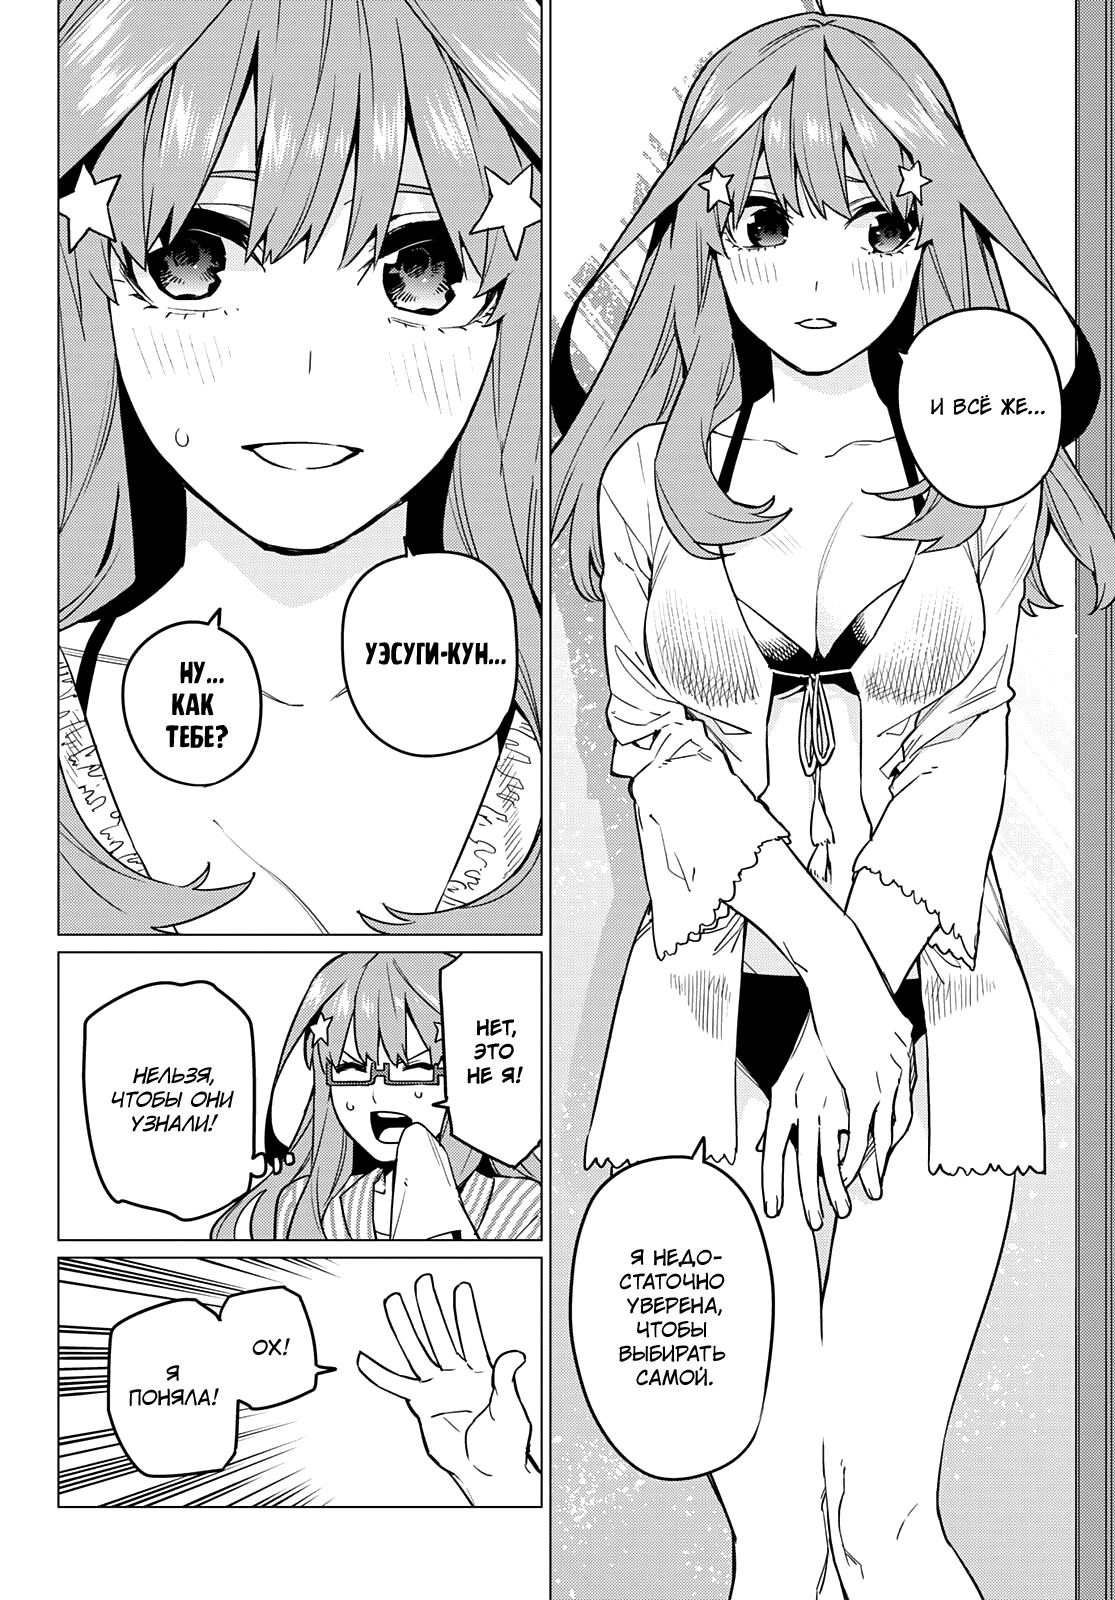 И ВСЁ ЖЕ...
Я НЕДО-
СТАТОЧНО
УВЕРЕНА,
ЧТОБЫ
ВЫБИРАТЬ
САМОЙ.
УЭСУГИ-КУН...
НУ...
КАК
ТЕБЕ?
НЕТ,
ЭТО
НЕ Я!
НЕЛЬЗЯ,
ЧТОБЫ ОНИ
УЗНАЛИ!
ОХ!
Я
ПОНЯЛА!